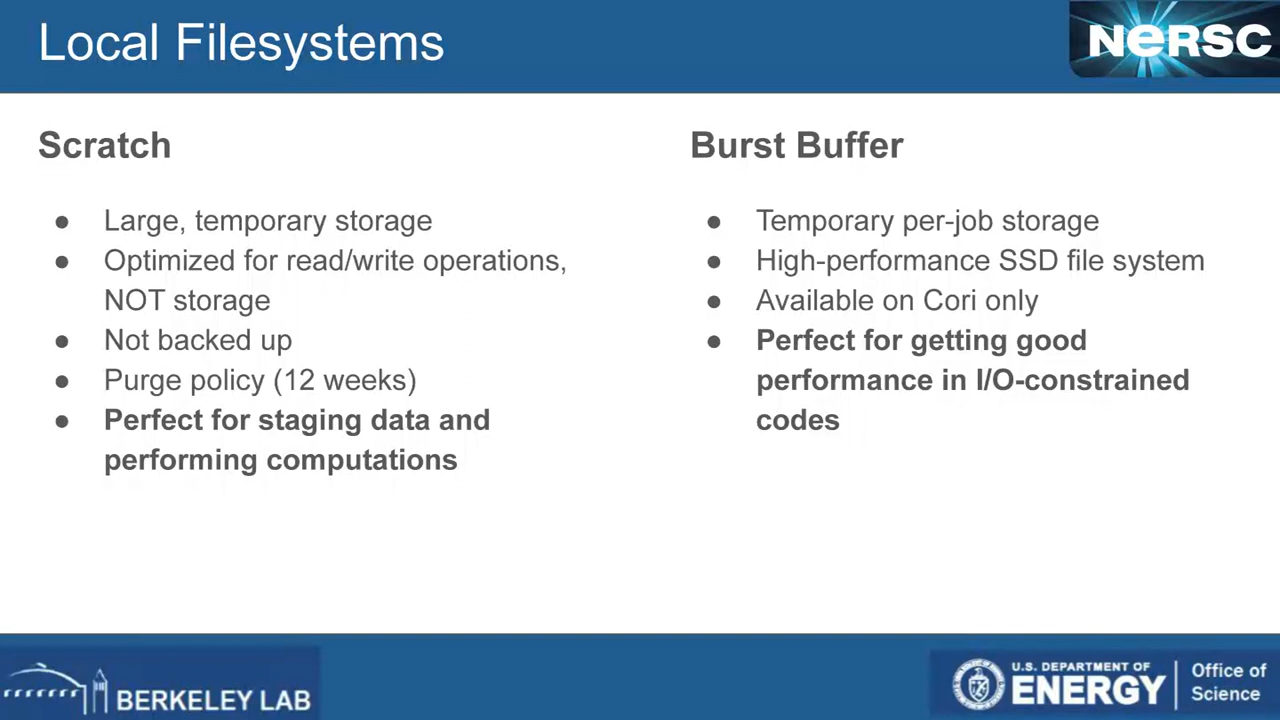 Local Filesystems
NERSC
Scratch
● Large, temporary storage
● Optimized for read/write operations,
NOT storage
● Not backed up
● Purge policy (12 weeks)
● Perfect for staging data and
performing computations
Burst Buffer
● Temporary per-job storage
● High-performance SSD file system
● Available on Cori only
● Perfect for getting good
performance in I/O-constrained
codes
BERKELEY LAB
U.S. DEPARTMENT OF
ENERGY
Office of
Science